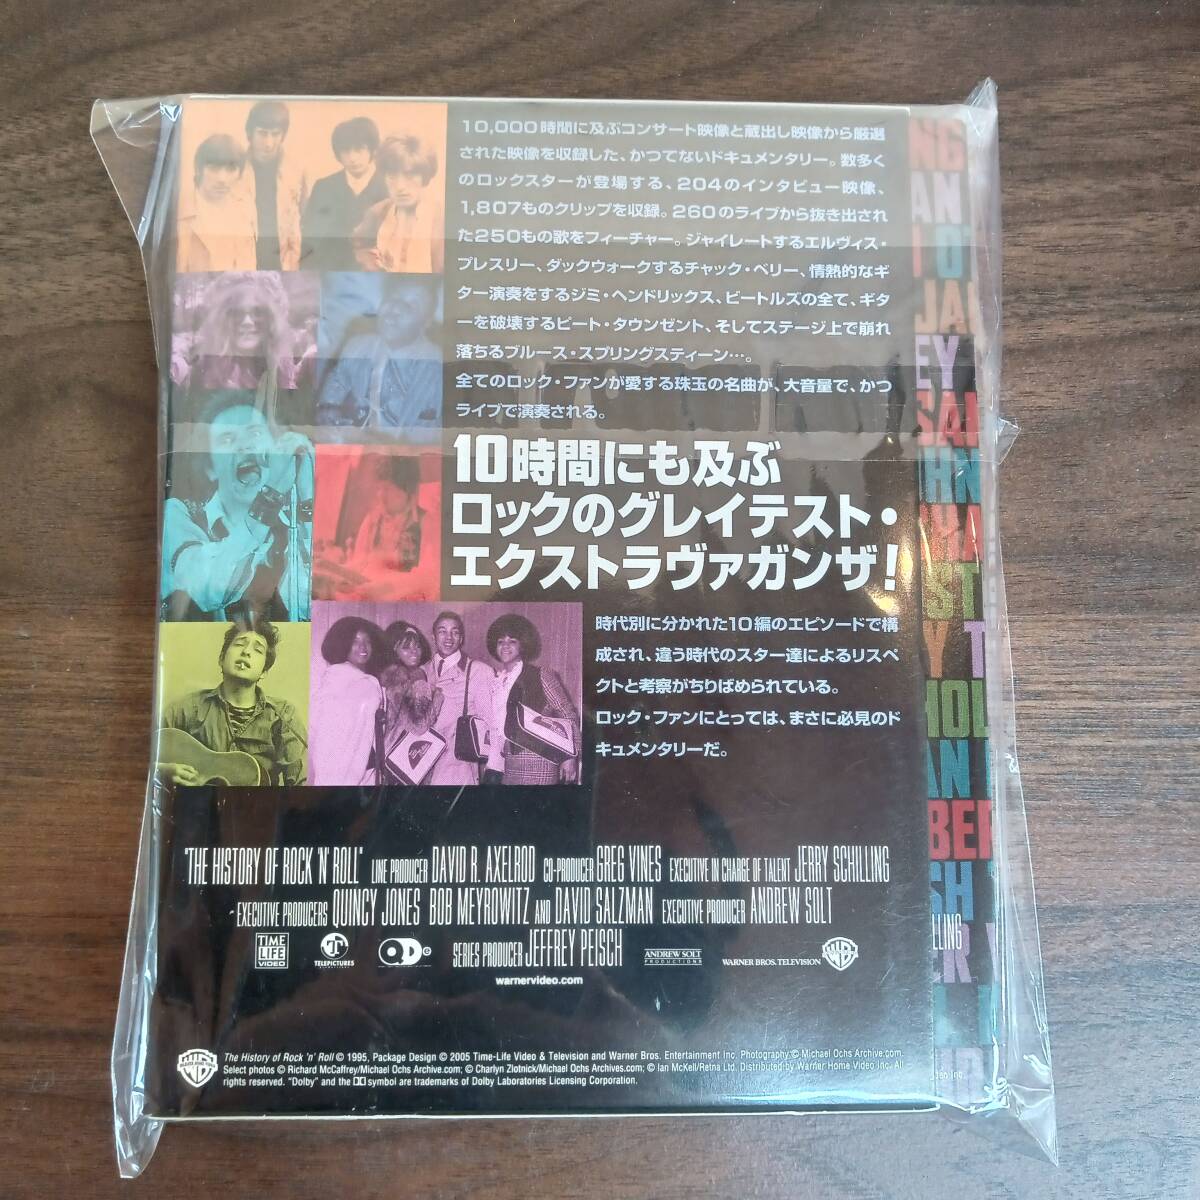 10,000時間に及ぶコンサート映像と蔵出し映像から厳選
された映像を収録した、かつてないドキュメンタリー。数多く
のロックスターが登場する、204のインタビュー映像、
1,807ものクリップを収録。260のライブから抜き出され
た250もの歌をフィーチャー。ジャイレートするエルヴィス・
プレスリー、ダックウォークするチャック・ベリー、情熱的なギ
ター演奏をするジミ・ヘンドリックス、ビートルズの全て、ギタ
ーを破壊するピート・タウンゼント、そしてステージ上で崩れ
落ちるブルース・スプリングスティーン…。
全てのロック・ファンが愛する珠玉の名曲が、大音量で、かつ
ライブで演奏される。
10時間にも及ぶ
ロックのグレイテスト・
エクストラヴァガンザ!
時代別に分かれた10編のエピソードで構
成され、違う時代のスター達によるリスペ
クトと考察がちりばめられている。
ロック・ファンにとっては、まさに必見のド
キュメンタリーだ。
"THE HISTORY OF ROCK 'N' ROLL" LINE PRODUCER DAVID R. AXELROD CO-PRODUCER GREG VINES EXECUTIVE IN CHARGE OF TALENT JERRY SCHILLING
EXECUTIVE PRODUCERS QUINCY JONES BOB MEYROWITZ AND DAVID SALZMAN EXECUTIVE PRODUCER ANDREW SOLT
SERIES PRODUCER JEFFREY PEISCH
TIME
LIFE
VIDEO
TELEPICTURES
ANDREW SOLT
PRODUCTIONS
WARNER BROS. TELEVISION
warnervideo.com
The History of Rock 'n' Roll © 1995, Package Design © 2005 Time-Life Video & Television and Warner Bros. Entertainment Inc. Photography © Michael Ochs Archive.com.
Select photos © Richard McCaffrey/Michael Ochs Archive.com; © Charlyn Zlotnick/Michael Ochs Archives.com; © Ian McKell/Retna Ltd. Distributed by Warner Home Video Inc. All
rights reserved. "Dolby" and the DD symbol are trademarks of Dolby Laboratories Licensing Corporation.
NG
AN
JA
EY
SAN
HN
ST
Y T
HOL
AN
BER
SH
LLING
ER